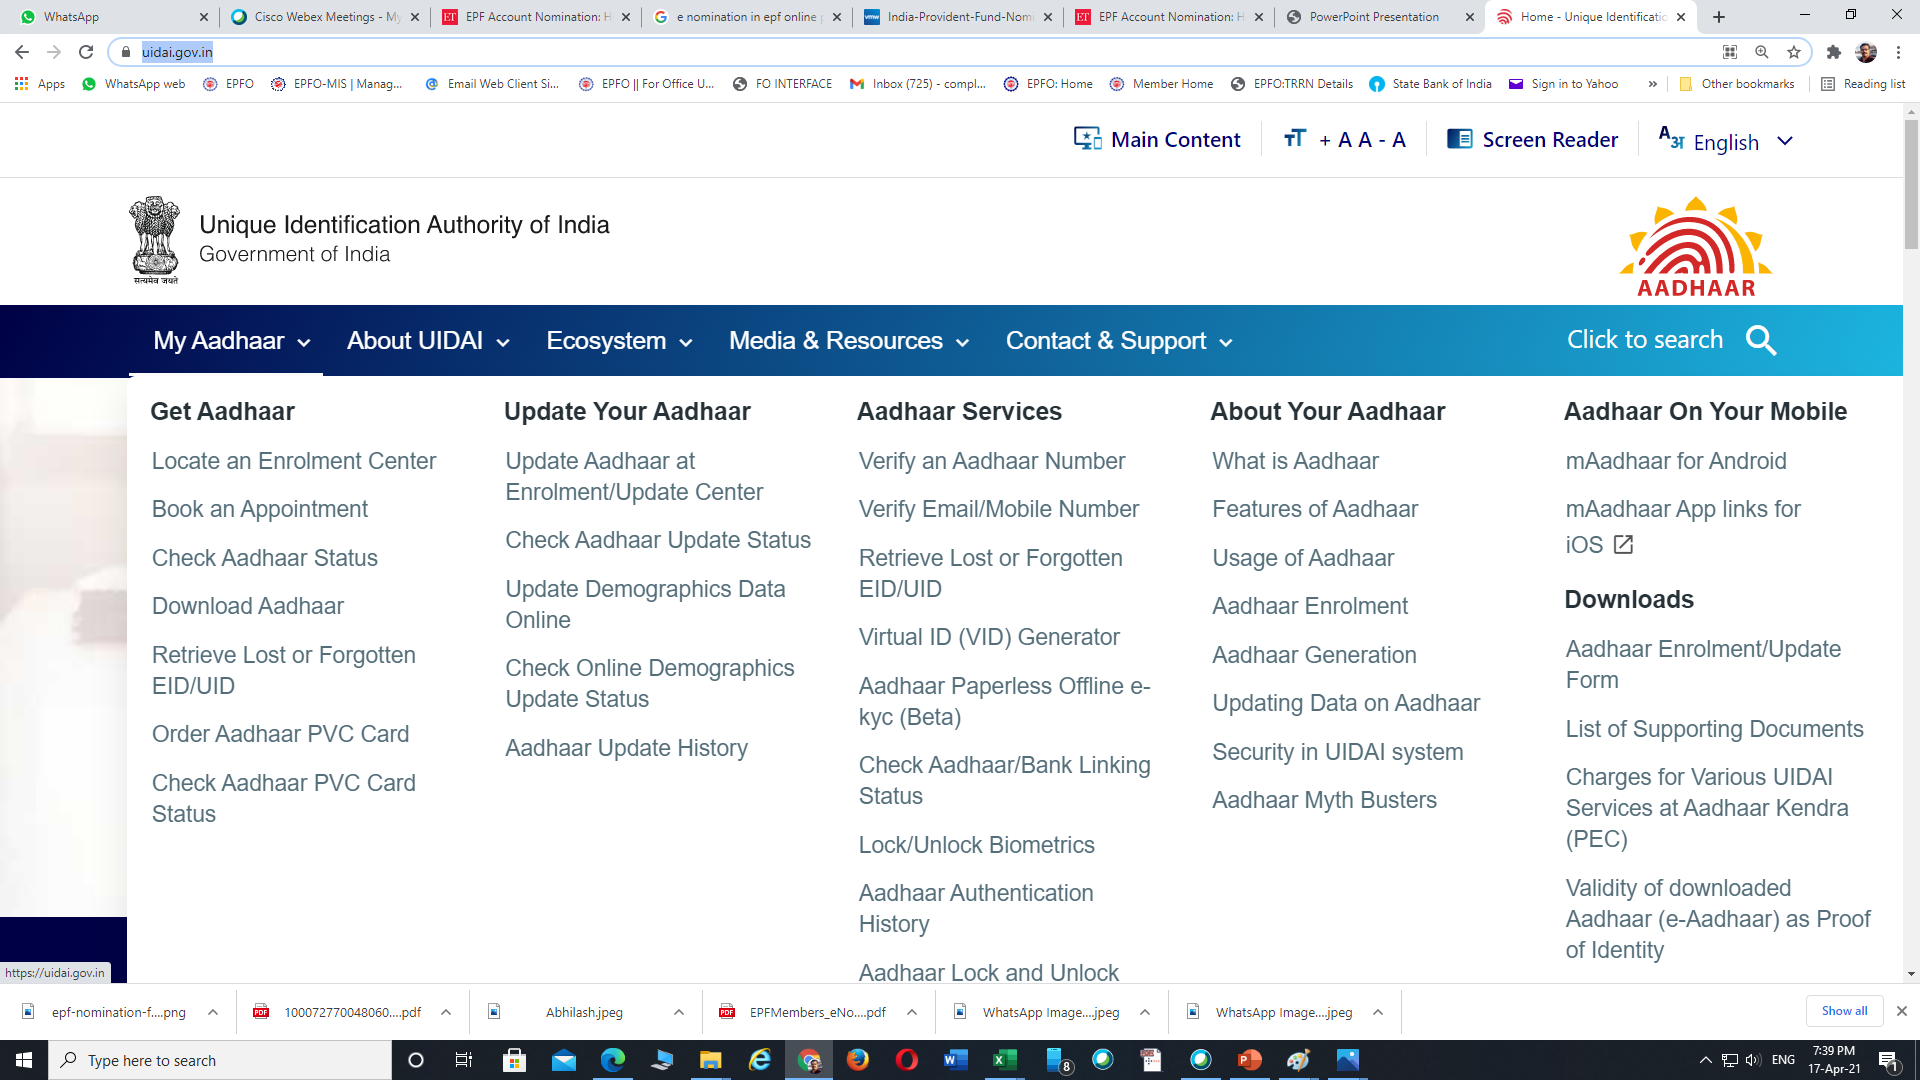 WhatsApp
Cisco Webex Meetings - My
EPF Account Nomination: H
e nomination in epf online p
India-Provident-Fund-Nomi
EPF Account Nomination: H
PowerPoint Presentation
Home - Unique Identificatio
uidai.gov.in
Apps
WhatsApp web
EPFO
EPFO-MIS | Manag...
Email Web Client Si...
EPFO || For Office U...
FO INTERFACE
Inbox (725) - compl...
EPFO: Home
Member Home
EPFO:TRRN Details
State Bank of India
Sign in to Yahoo
»
Other bookmarks
Reading list
Main Content
+ A A - A
Screen Reader
English
Unique Identification Authority of India
Government of India
सत्यमेव जयते
AADHAAR
My Aadhaar
About UIDAI
Ecosystem
Media & Resources
Contact & Support
Click to search
Get Aadhaar
Locate an Enrolment Center
Book an Appointment
Check Aadhaar Status
Download Aadhaar
Retrieve Lost or Forgotten
EID/UID
Order Aadhaar PVC Card
Check Aadhaar PVC Card
Status
Update Your Aadhaar
Update Aadhaar at
Enrolment/Update Center
Check Aadhaar Update Status
Update Demographics Data
Online
Check Online Demographics
Update Status
Aadhaar Update History
Aadhaar Services
Verify an Aadhaar Number
Verify Email/Mobile Number
Retrieve Lost or Forgotten
EID/UID
Virtual ID (VID) Generator
Aadhaar Paperless Offline e-
kyc (Beta)
Check Aadhaar/Bank Linking
Status
Lock/Unlock Biometrics
Aadhaar Authentication
History
Aadhaar Lock and Unlock
About Your Aadhaar
What is Aadhaar
Features of Aadhaar
Usage of Aadhaar
Aadhaar Enrolment
Aadhaar Generation
Updating Data on Aadhaar
Security in UIDAI system
Aadhaar Myth Busters
Aadhaar On Your Mobile
mAadhaar for Android
mAadhaar App links for
iOS
Downloads
Aadhaar Enrolment/Update
Form
List of Supporting Documents
Charges for Various UIDAI
Services at Aadhaar Kendra
(PEC)
Validity of downloaded
Aadhaar (e-Aadhaar) as Proof
of Identity
https://uidai.gov.in
epf-nomination-f....png
100072770048060....pdf
Abhilash.jpeg
EPFMembers_eNo....pdf
WhatsApp Image....jpeg
WhatsApp Image....jpeg
Show all
Type here to search
8
ENG
7:39 PM
17-Apr-21
1